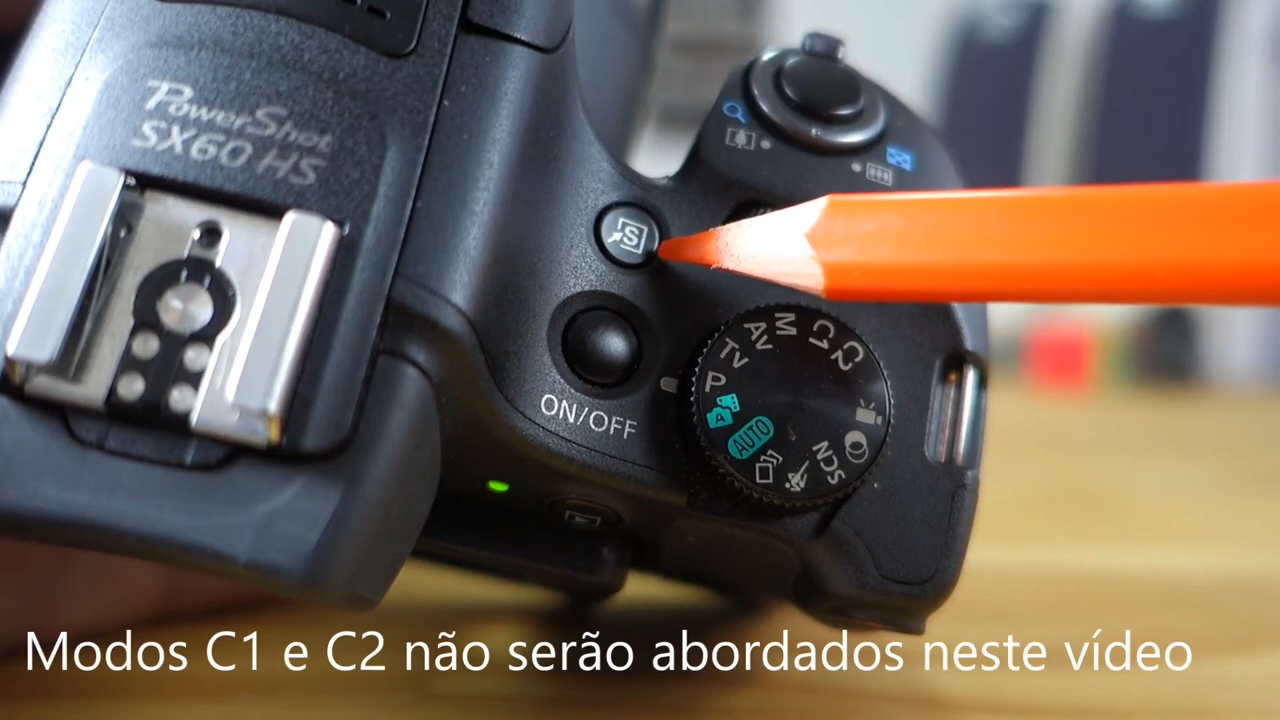 PowerShot
SX60 HS
S
ON/OFF
C2
C1
M
Av
Tv
P
A
AUTO
SCN
Modos C1 e C2 não serão abordados neste vídeo